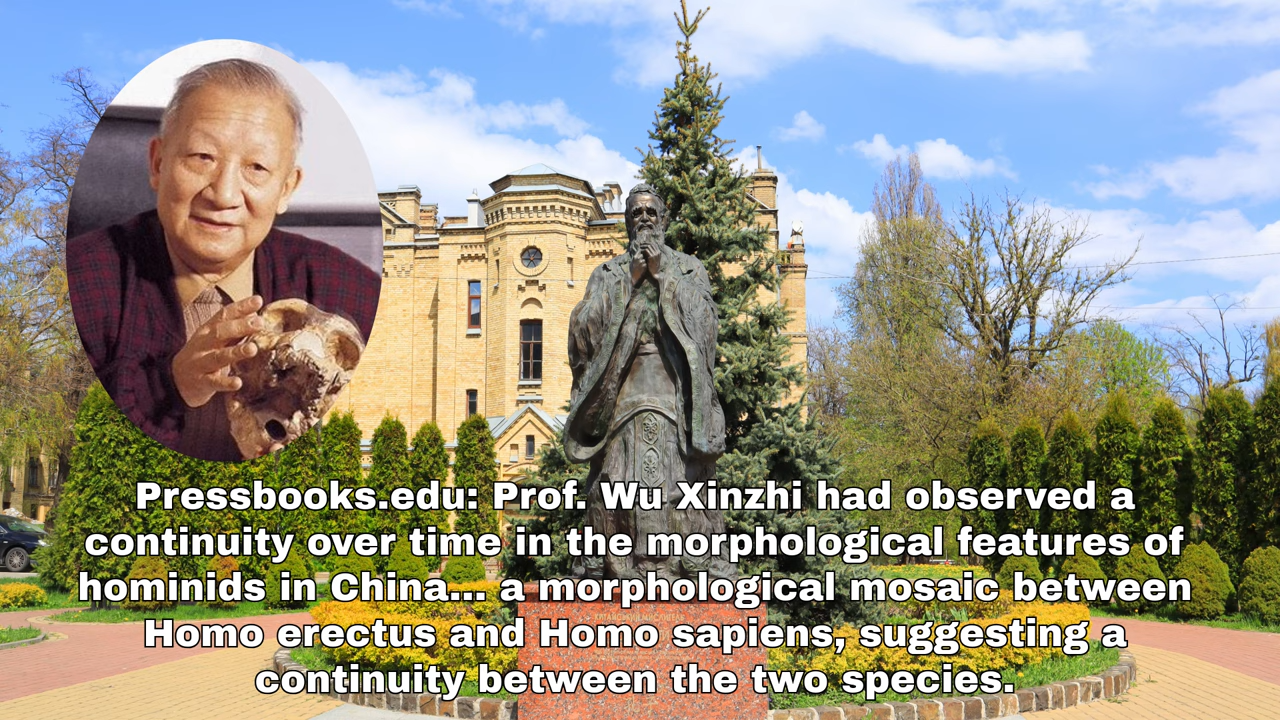 Pressbooks.edu: Prof. Wu Xinzhi had observed a
continuity over time in the morphological features of
hominids in China... a morphological mosaic between
Homo erectus and Homo sapiens, suggesting a
continuity between the two species.